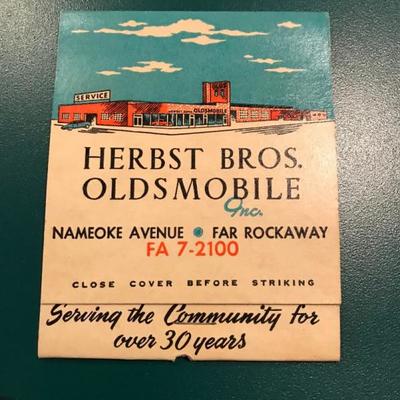 SERVICE
OLDSMOBILE
HERBST BROS.
OLDSMOBILE
Inc.
NAMEOKE AVENUE • FAR ROCKAWAY
FA 7-2100
CLOSE COVER BEFORE STRIKING
Serving the Community for
over 30 years